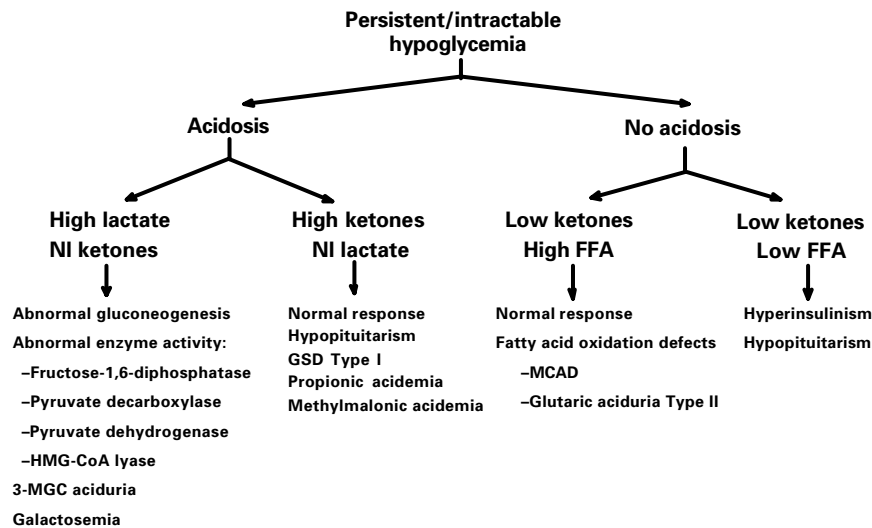 Persistent/intractable
hypoglycemia
Acidosis
No acidosis
High lactate
Nl ketones
High ketones
Nl lactate
Low ketones
High FFA
Low ketones
Low FFA
Abnormal gluconeogenesis
Abnormal enzyme activity:
–Fructose-1,6-diphosphatase
–Pyruvate decarboxylase
–Pyruvate dehydrogenase
–HMG-CoA lyase
3-MGC aciduria
Galactosemia
Normal response
Hypopituitarism
GSD Type I
Propionic acidemia
Methylmalonic acidemia
Normal response
Fatty acid oxidation defects
–MCAD
–Glutaric aciduria Type II
Hyperinsulinism
Hypopituitarism